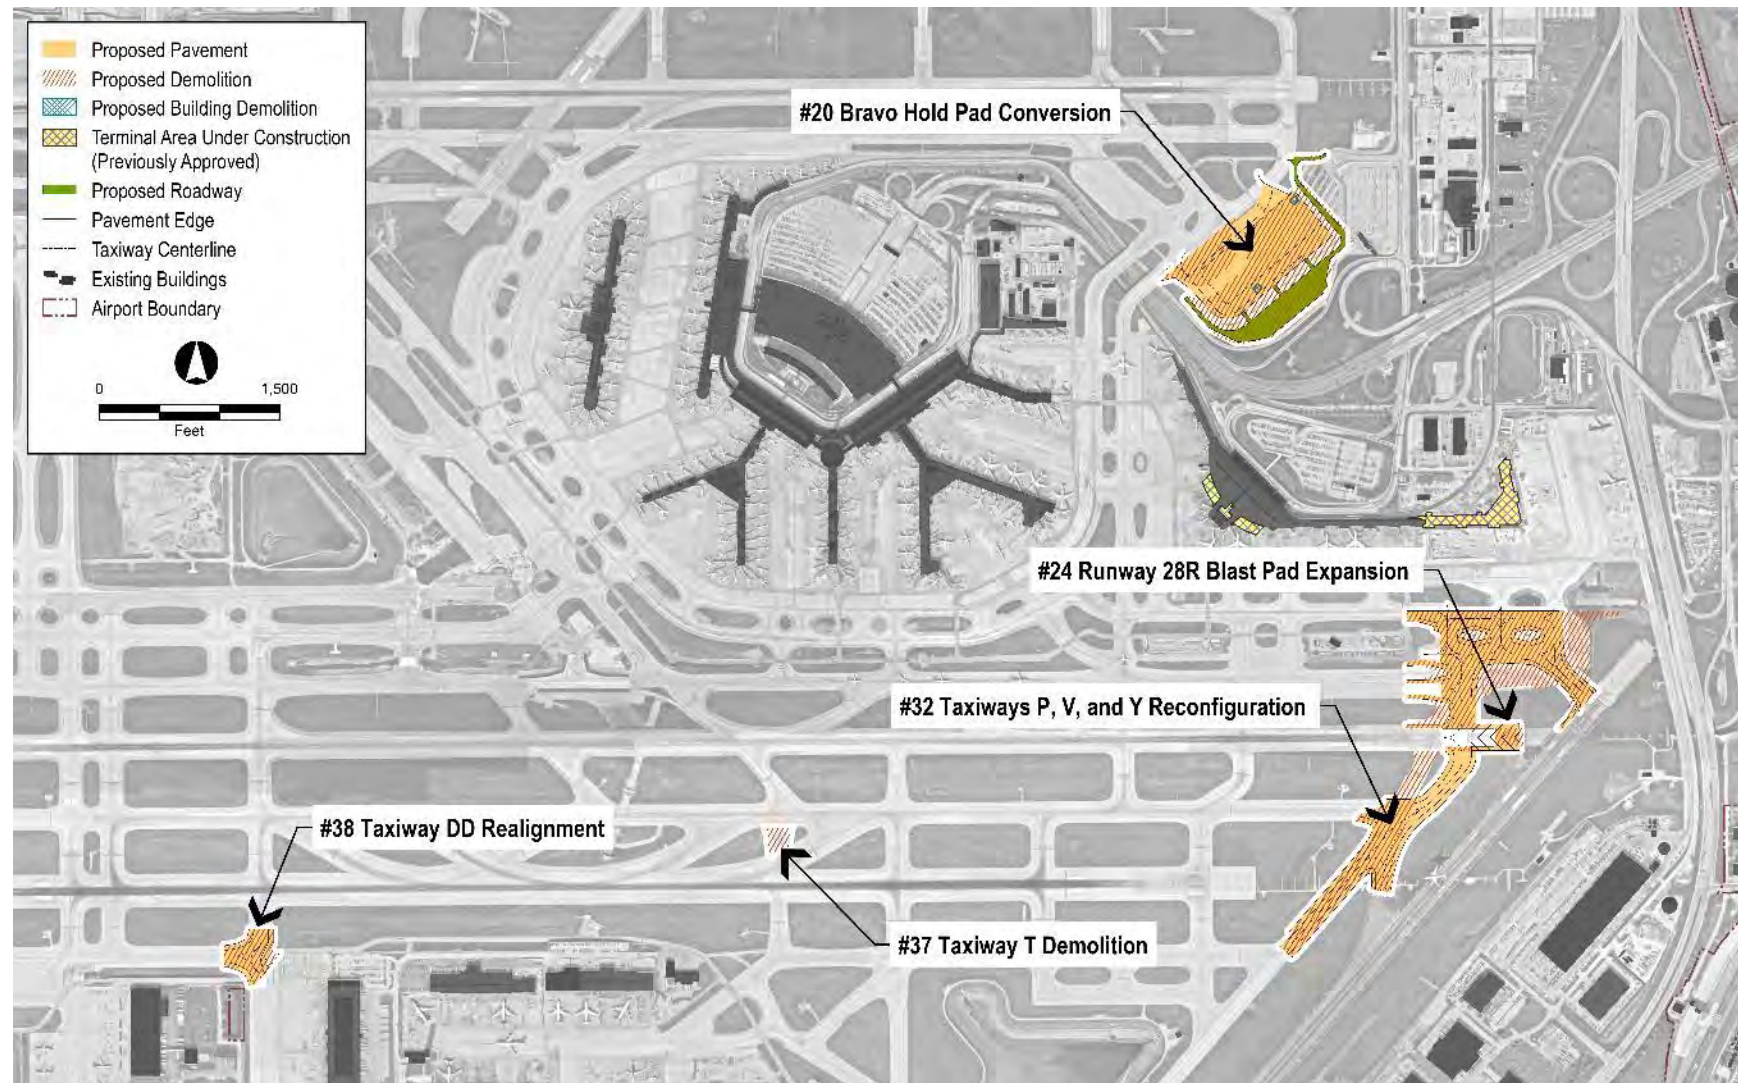 Proposed Pavement
Proposed Demolition
Proposed Building Demolition
Terminal Area Under Construction
(Previously Approved)
Proposed Roadway
Pavement Edge
Taxiway Centerline
Existing Buildings
Airport Boundary
0 1,500
Feet
#20 Bravo Hold Pad Conversion
#24 Runway 28R Blast Pad Expansion
#32 Taxiways P, V, and Y Reconfiguration
#38 Taxiway DD Realignment
#37 Taxiway T Demolition